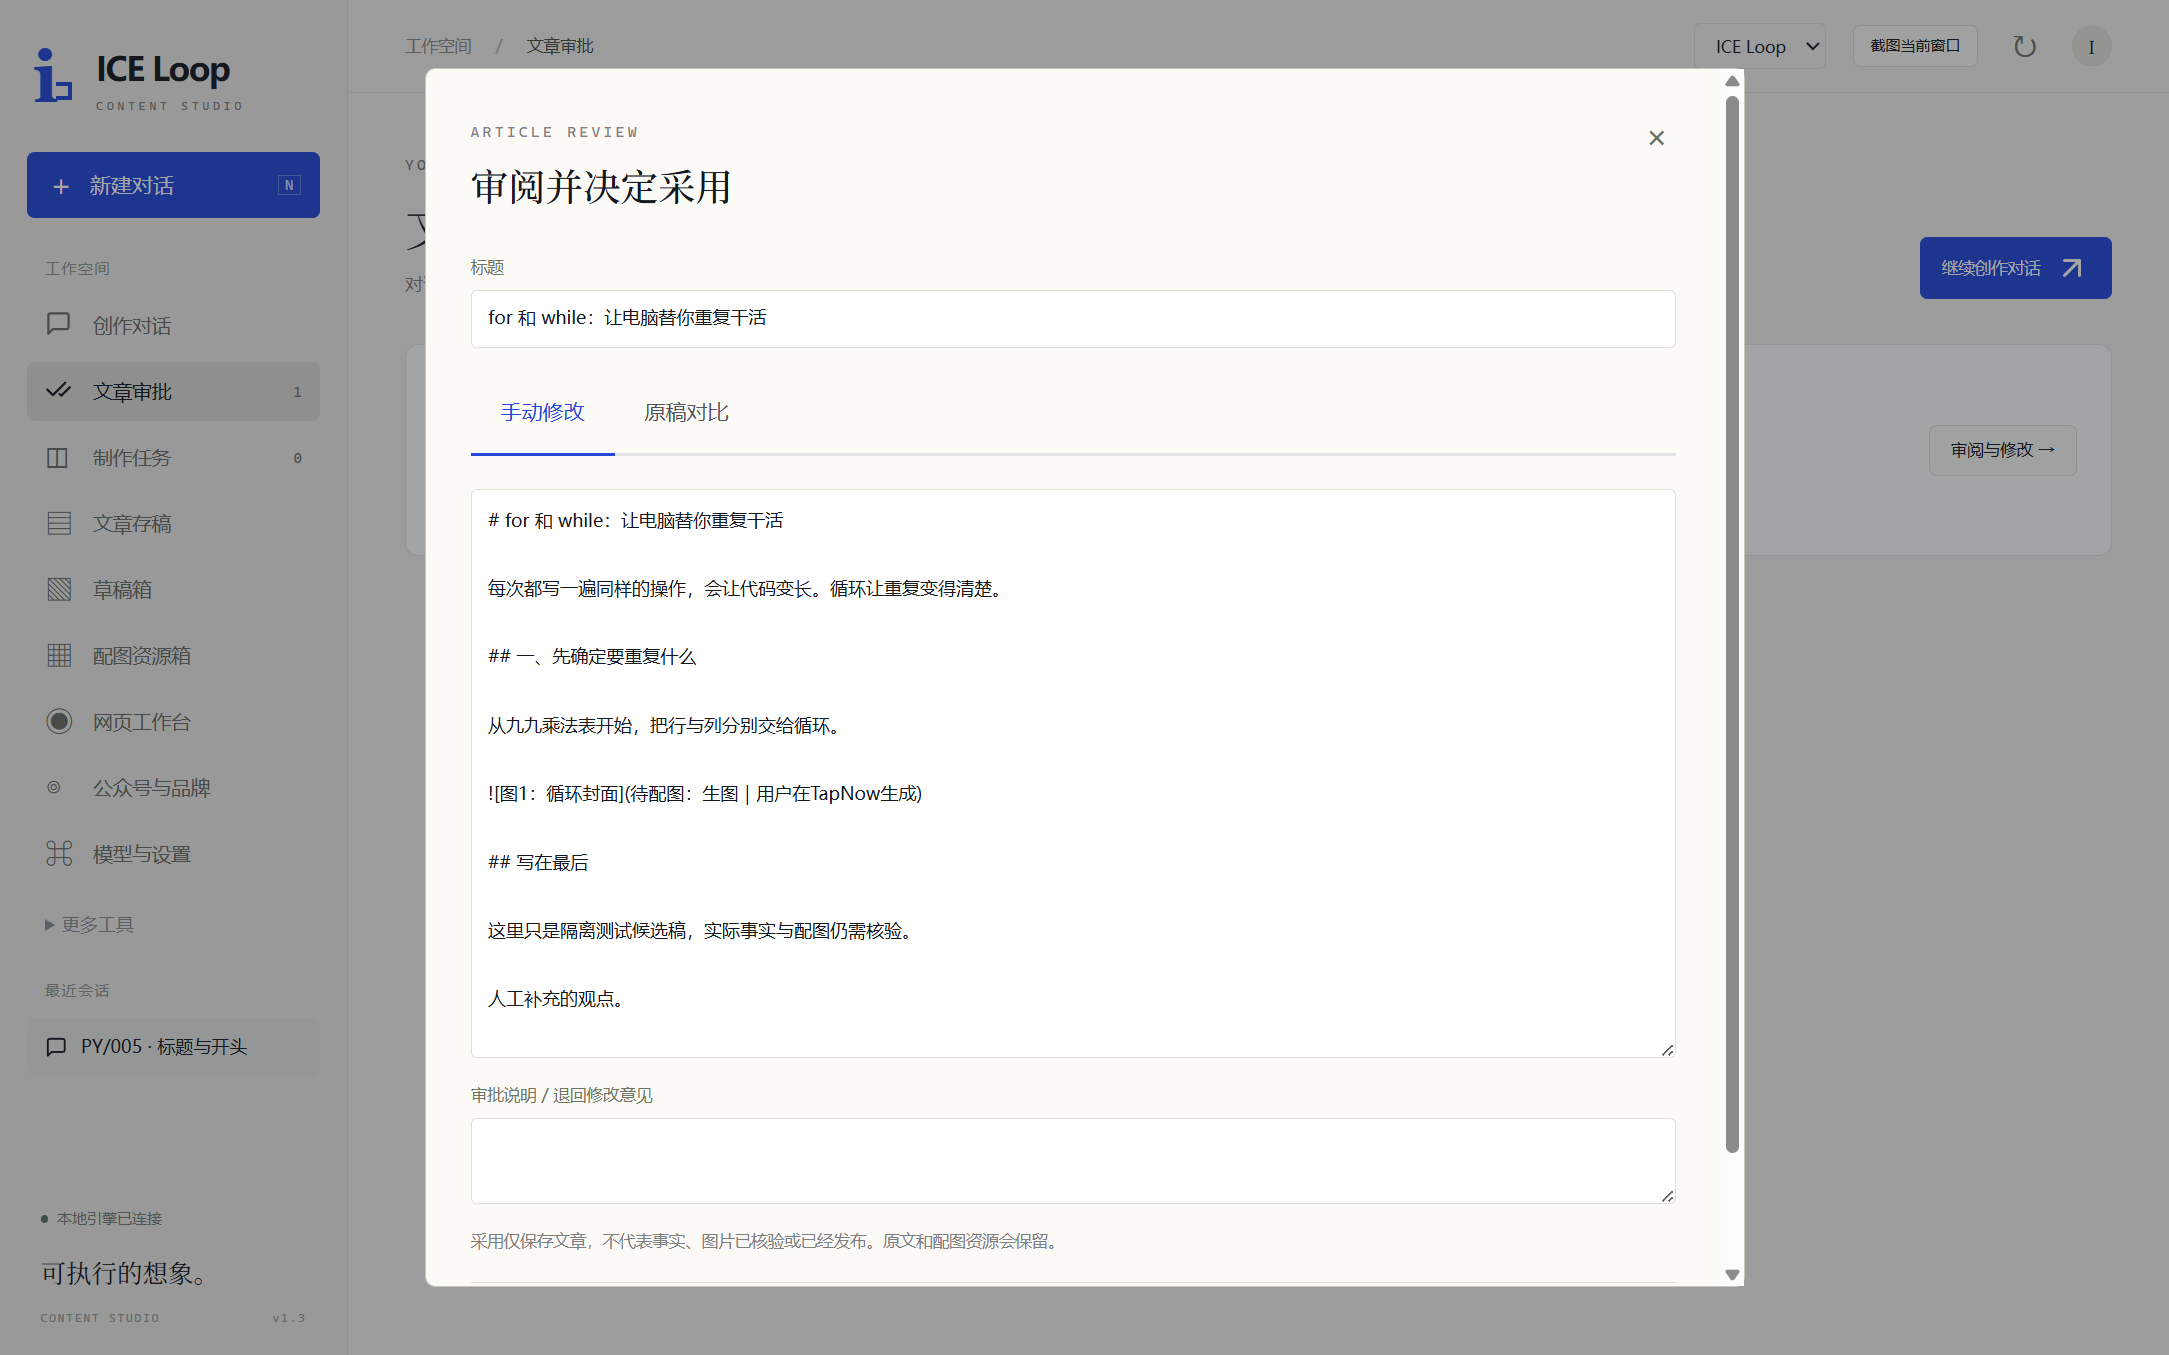 ICE Loop
CONTENT STUDIO
+ 新建对话 N
工作空间
创作对话
文章审批 1
制作任务 0
文章存稿
草稿箱
配图资源箱
网页工作台
公众号与品牌
模型与设置
更多工具
最近会话
PY/005 · 标题与开头
本地引擎已连接
可执行的想象。
CONTENT STUDIO v1.3
工作空间 / 文章审批
ICE Loop
截图当前窗口
I
YO
对
继续创作对话
审阅与修改 →
ARTICLE REVIEW
审阅并决定采用
标题
for 和 while：让电脑替你重复干活
手动修改 原稿对比
# for 和 while：让电脑替你重复干活
每次都写一遍同样的操作，会让代码变长。循环让重复变得清楚。
## 一、先确定要重复什么
从九九乘法表开始，把行与列分别交给循环。
![图1：循环封面](待配图：生图 | 用户在TapNow生成)
## 写在最后
这里只是隔离测试候选稿，实际事实与配图仍需核验。
人工补充的观点。
审批说明 / 退回修改意见
采用仅保存文章，不代表事实、图片已核验或已经发布。原文和配图资源会保留。